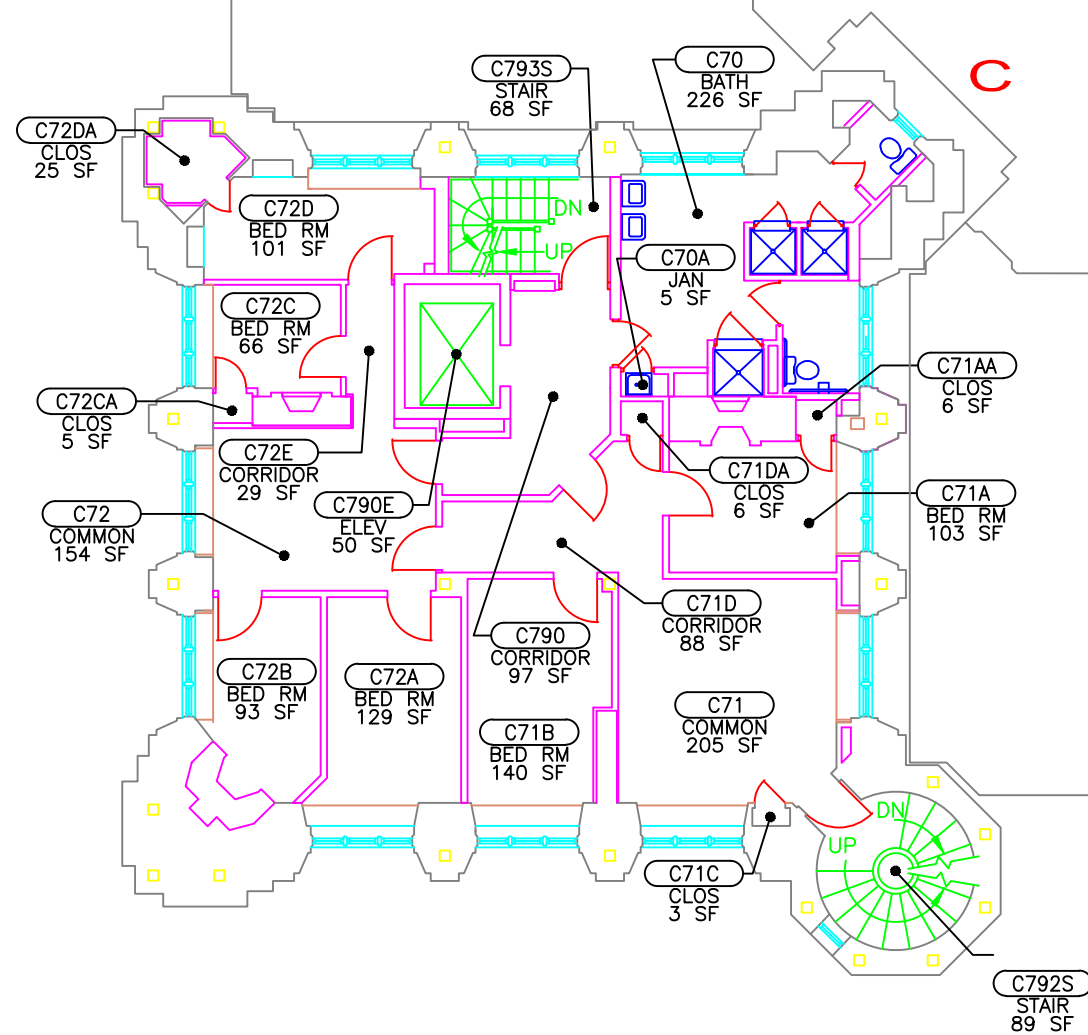 C793S
STAIR
68 SF
C70
BATH
226 SF
C
C72DA
CLOS
25 SF
C72D
BED RM
101 SF
DN
UP
C70A
JAN
5 SF
C72C
BED RM
66 SF
C71AA
CLOS
6 SF
C72CA
CLOS
5 SF
C72E
CORRIDOR
29 SF
C71DA
CLOS
6 SF
C790E
ELEV
50 SF
C71A
BED RM
103 SF
C72
COMMON
154 SF
C71D
CORRIDOR
88 SF
C790
CORRIDOR
97 SF
C72B
BED RM
93 SF
C72A
BED RM
129 SF
C71
COMMON
205 SF
C71B
BED RM
140 SF
DN
UP
C71C
CLOS
3 SF
C792S
STAIR
89 SF